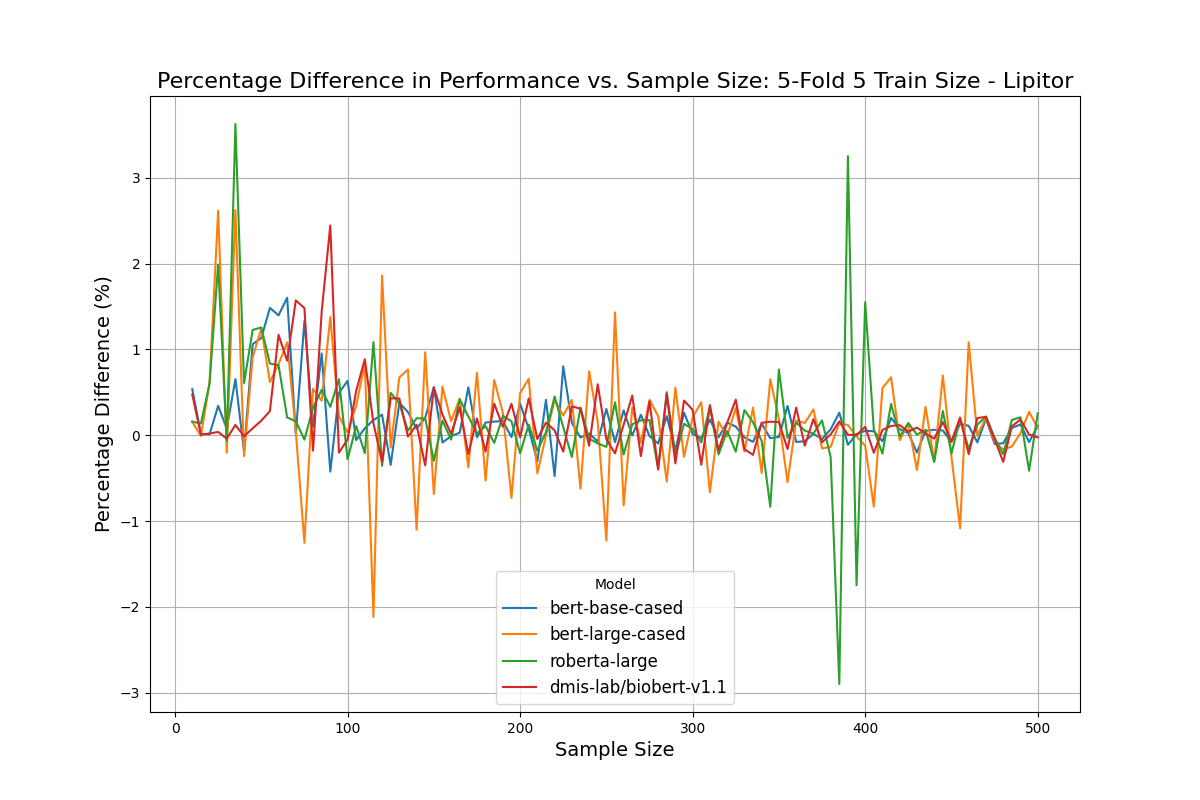 Percentage Difference in Performance vs. Sample Size: 5-Fold 5 Train Size - Lipitor
Percentage Difference (%)
3
2
1
0
−1
−2
−3
Model
bert-base-cased
bert-large-cased
roberta-large
dmis-lab/biobert-v1.1
0 100 200 300 400 500
Sample Size